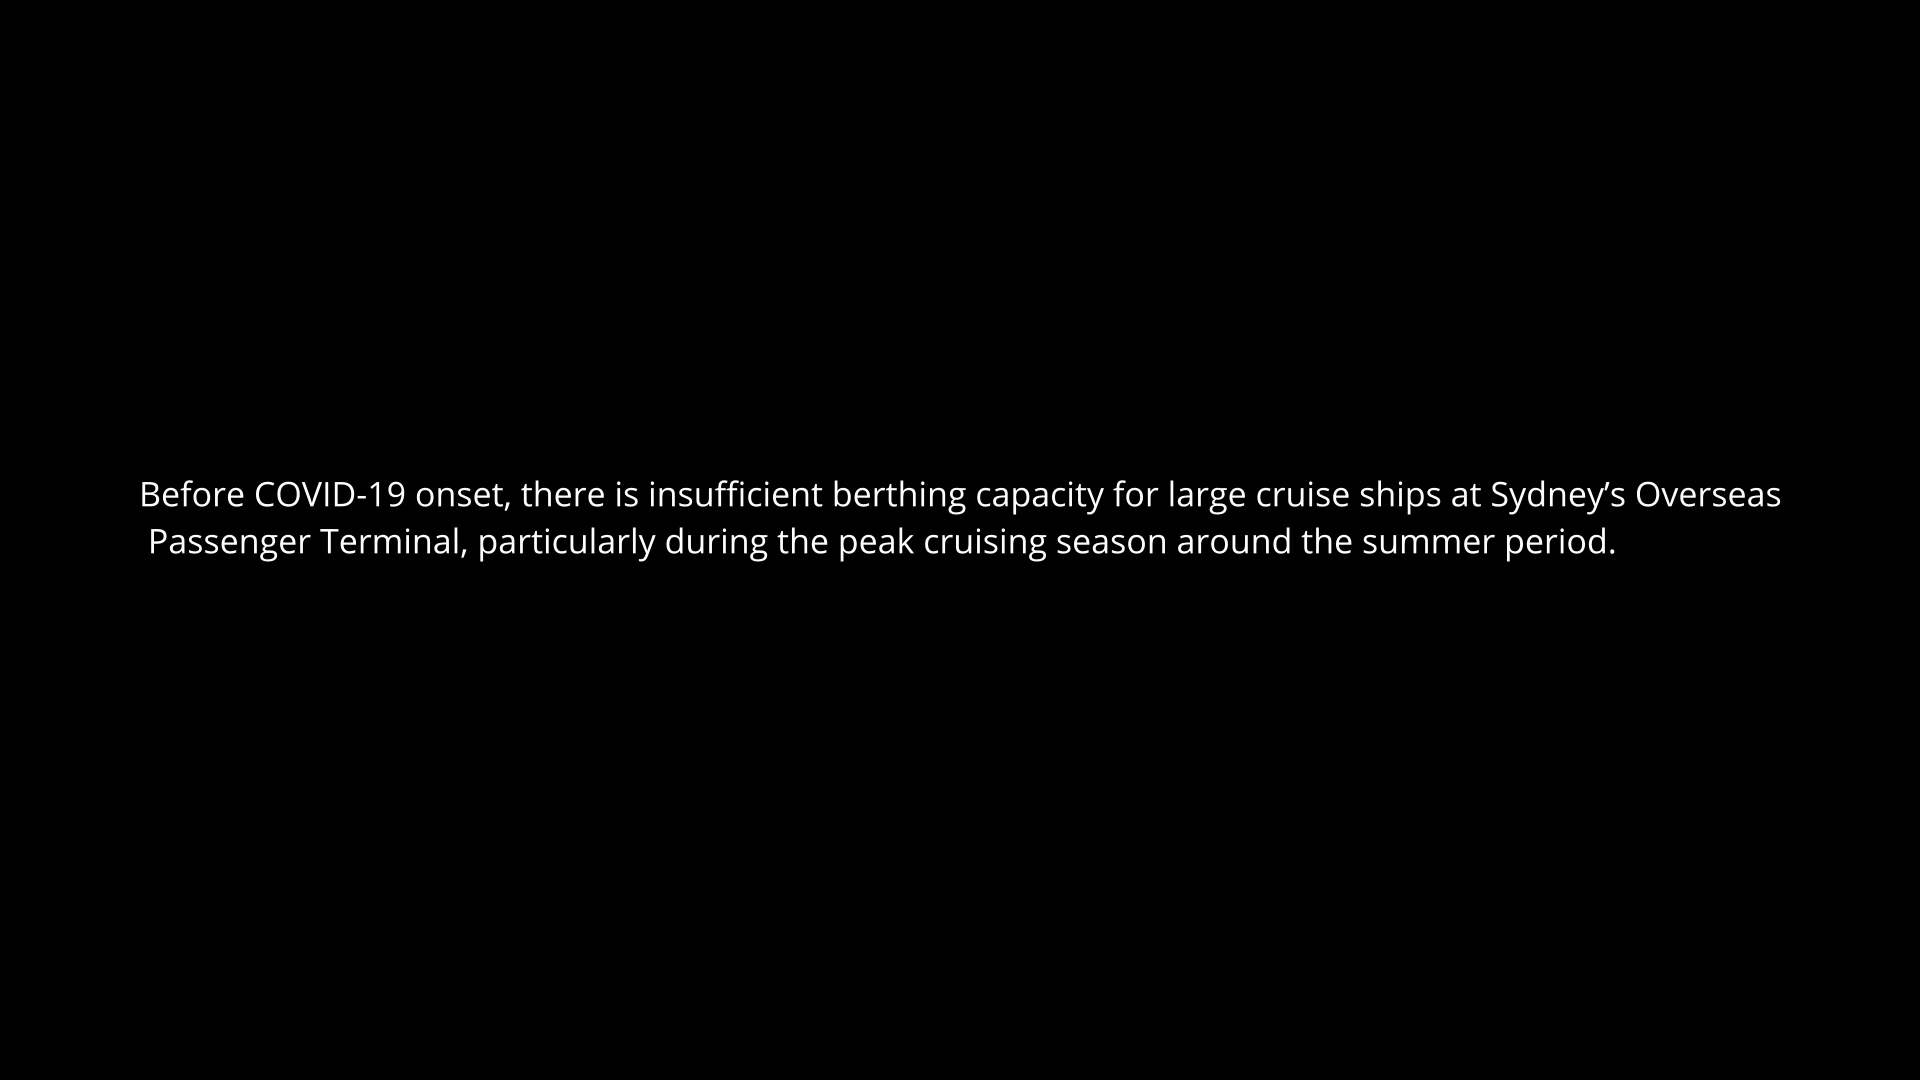 Before COVID-19 onset, there is insufficient berthing capacity for large cruise ships at Sydney’s Overseas
Passenger Terminal, particularly during the peak cruising season around the summer period.